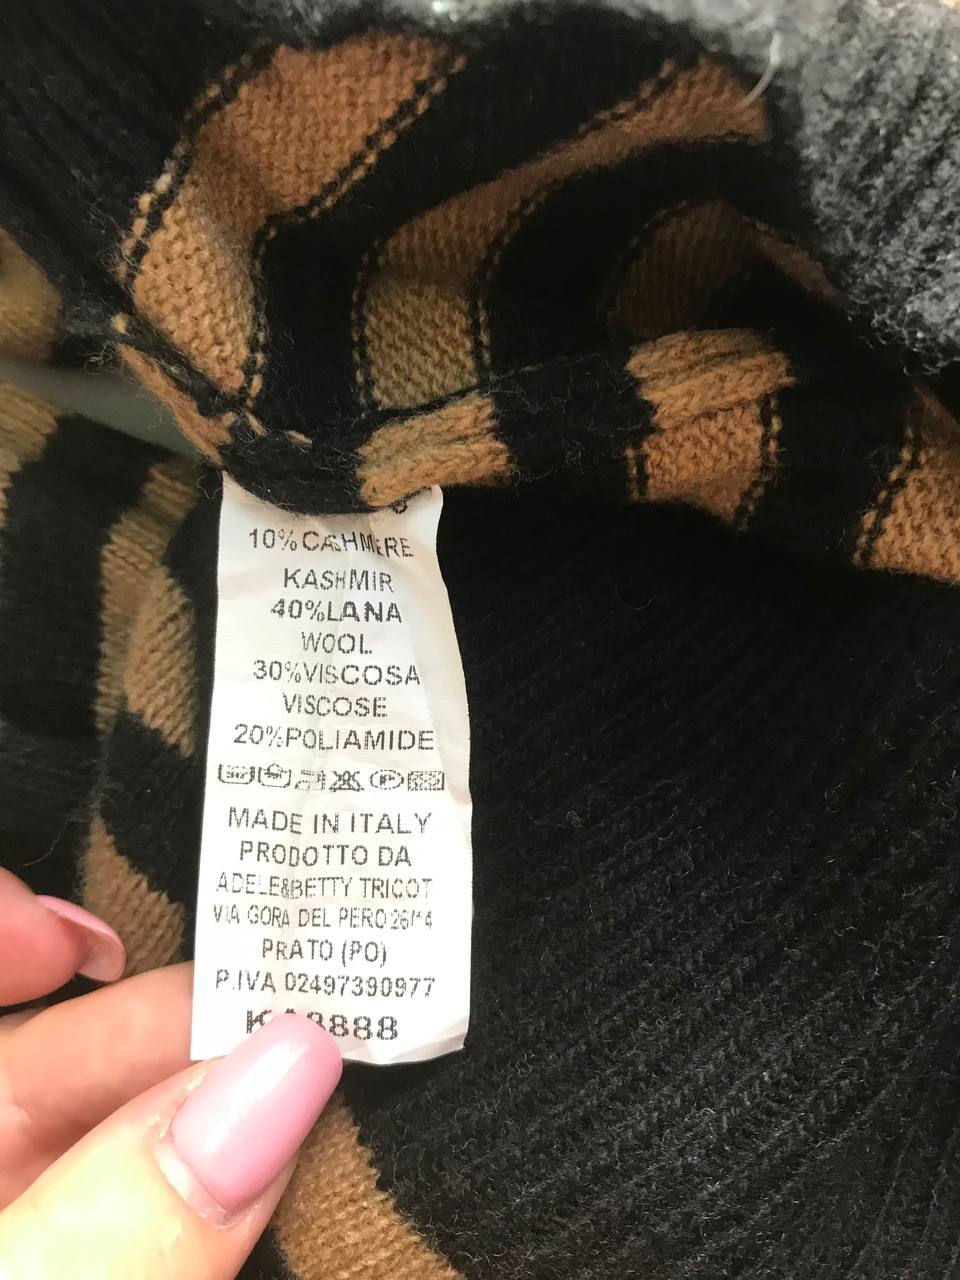 10%CASHMERE
KASHMIR
40%LANA
WOOL
30%VISCOSA
VISCOSE
20%POLIAMIDE
MADE IN ITALY
PRODOTTO DA
ADELE&BETTY TRICOT
VIA GORA DEL PERO
PRATO (PO)
P.IVA 02497390977